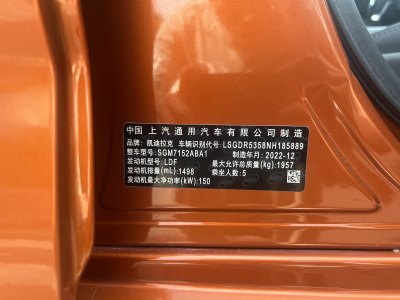 中国上汽通用汽车有限公司制造
品牌: 凯迪拉克 车辆识别代号: LSGDR5358NH185889
整车型号: SGM7152ABA1 制造年月: 2022-12
发动机型号: LDF 最大允许总质量(kg): 1957
发动机排量(mL): 1498 乘坐人数: 5
发动机最大净功率(kW): 150